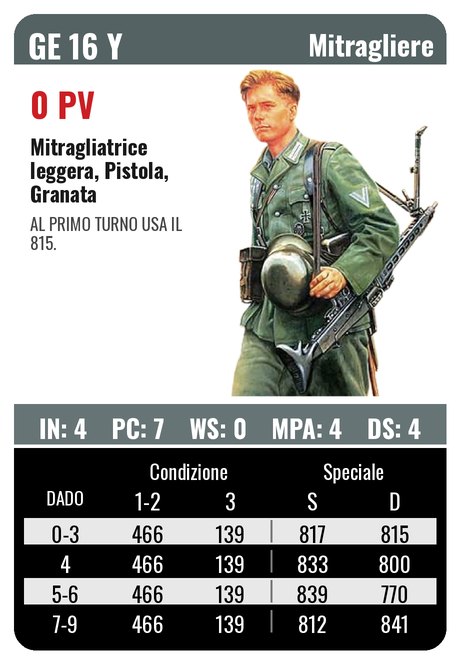 GE 16 Y Mitragliere
0 PV
Mitragliatrice
leggera, Pistola,
Granata
AL PRIMO TURNO USA IL
815.
IN: 4 PC: 7 WS: 0 MPA: 4 DS: 4
Condizione Speciale
DADO 1-2 3 S D
0-3 466 139 817 815
4 466 139 833 800
5-6 466 139 839 770
7-9 466 139 812 841